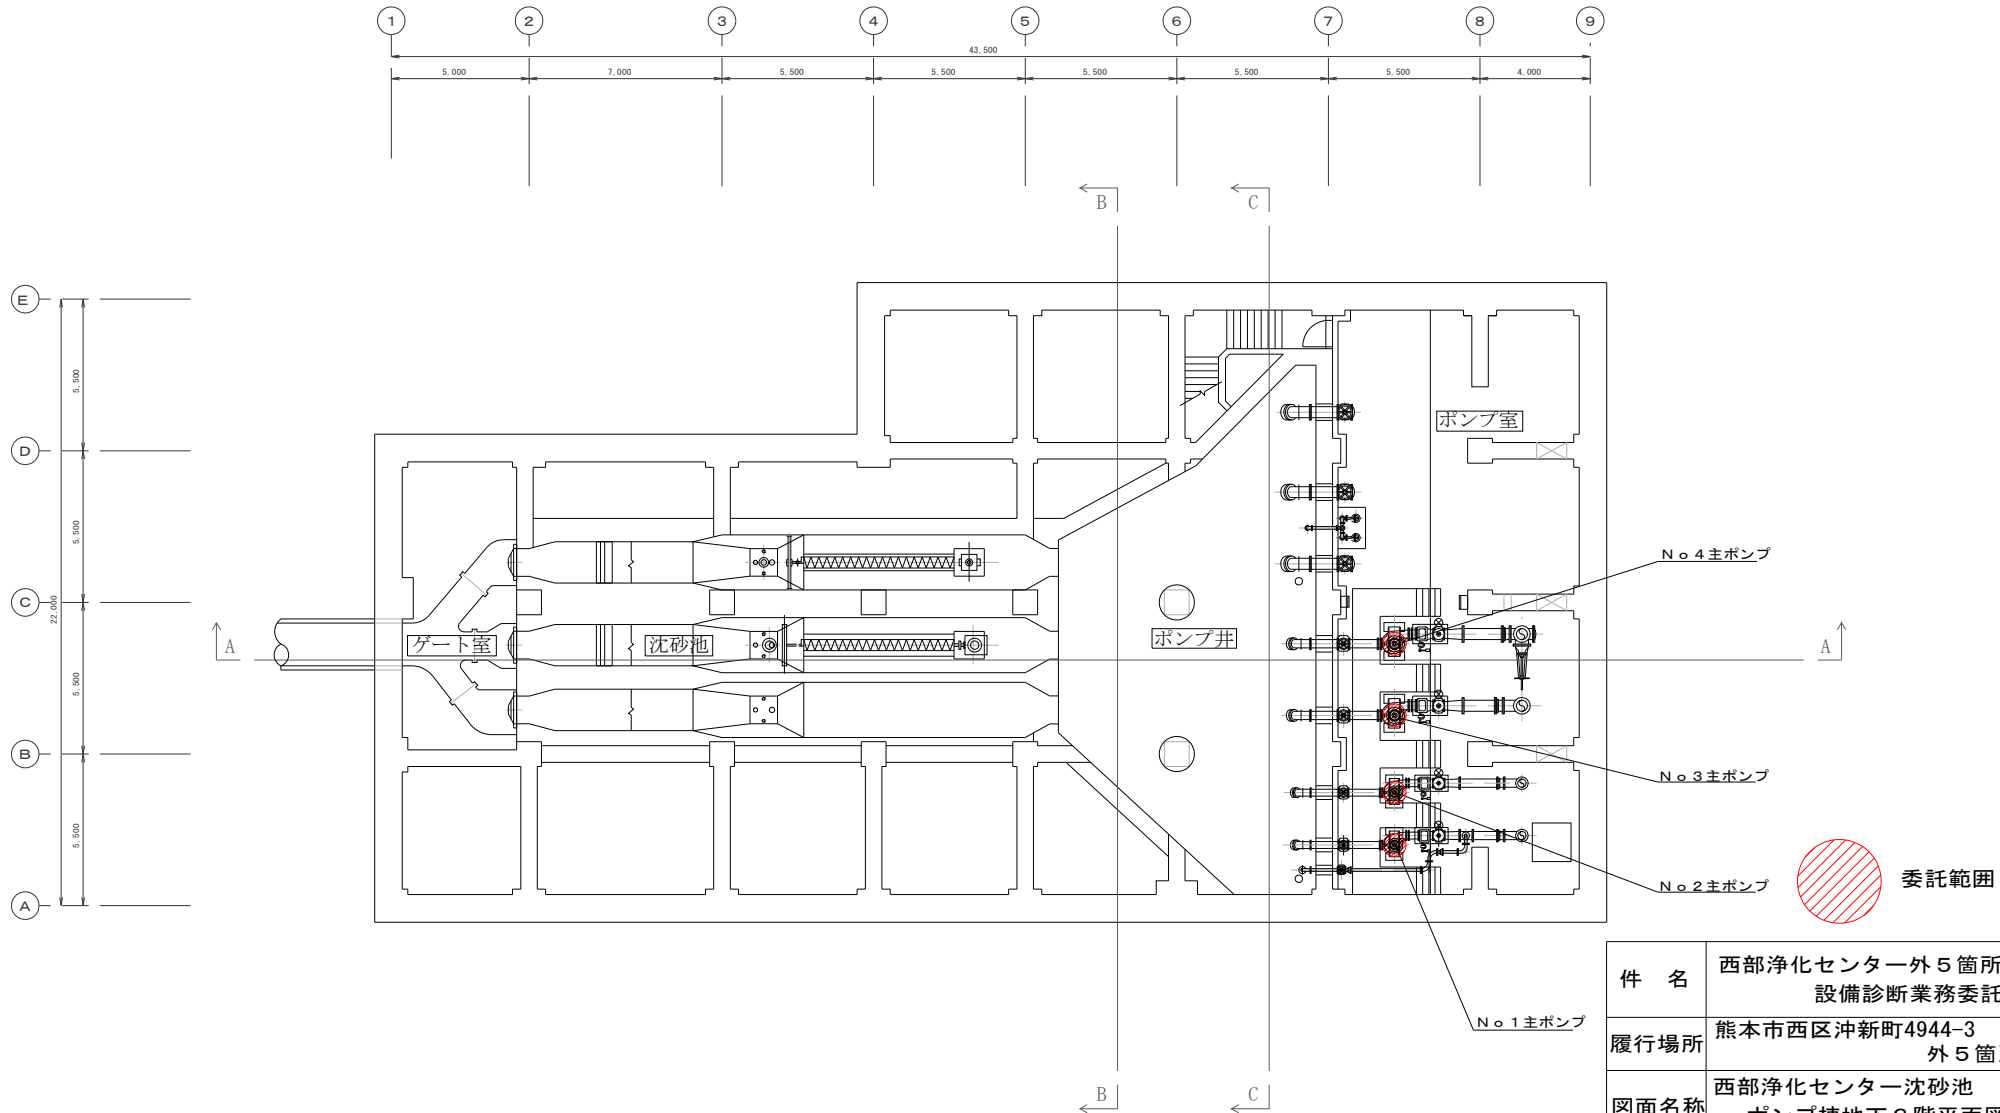 1 2 3 4 5 6 7 8 9
43,500
5,000 7,000 5,500 5,500 5,500 5,500 5,500 4,000
B C
E
5,500
D
ポンプ室
5,500
No4主ポンプ
C
22,000
A ゲート室 沈砂池 ポンプ井 A
5,500
B
No3主ポンプ
5,500
No2主ポンプ
委託範囲
A
件 名 西部浄化センター外5箇所
設備診断業務委託
No1主ポンプ
履行場所 熊本市西区沖新町4944-3
外5箇
B C
図面名称 西部浄化センター沈砂池